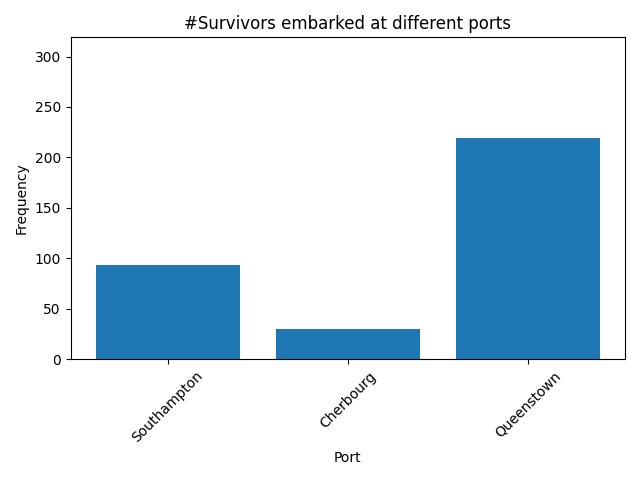 #Survivors embarked at different ports
300
250
200
150
100
50
0
Frequency
Southampton
Cherbourg
Queenstown
Port